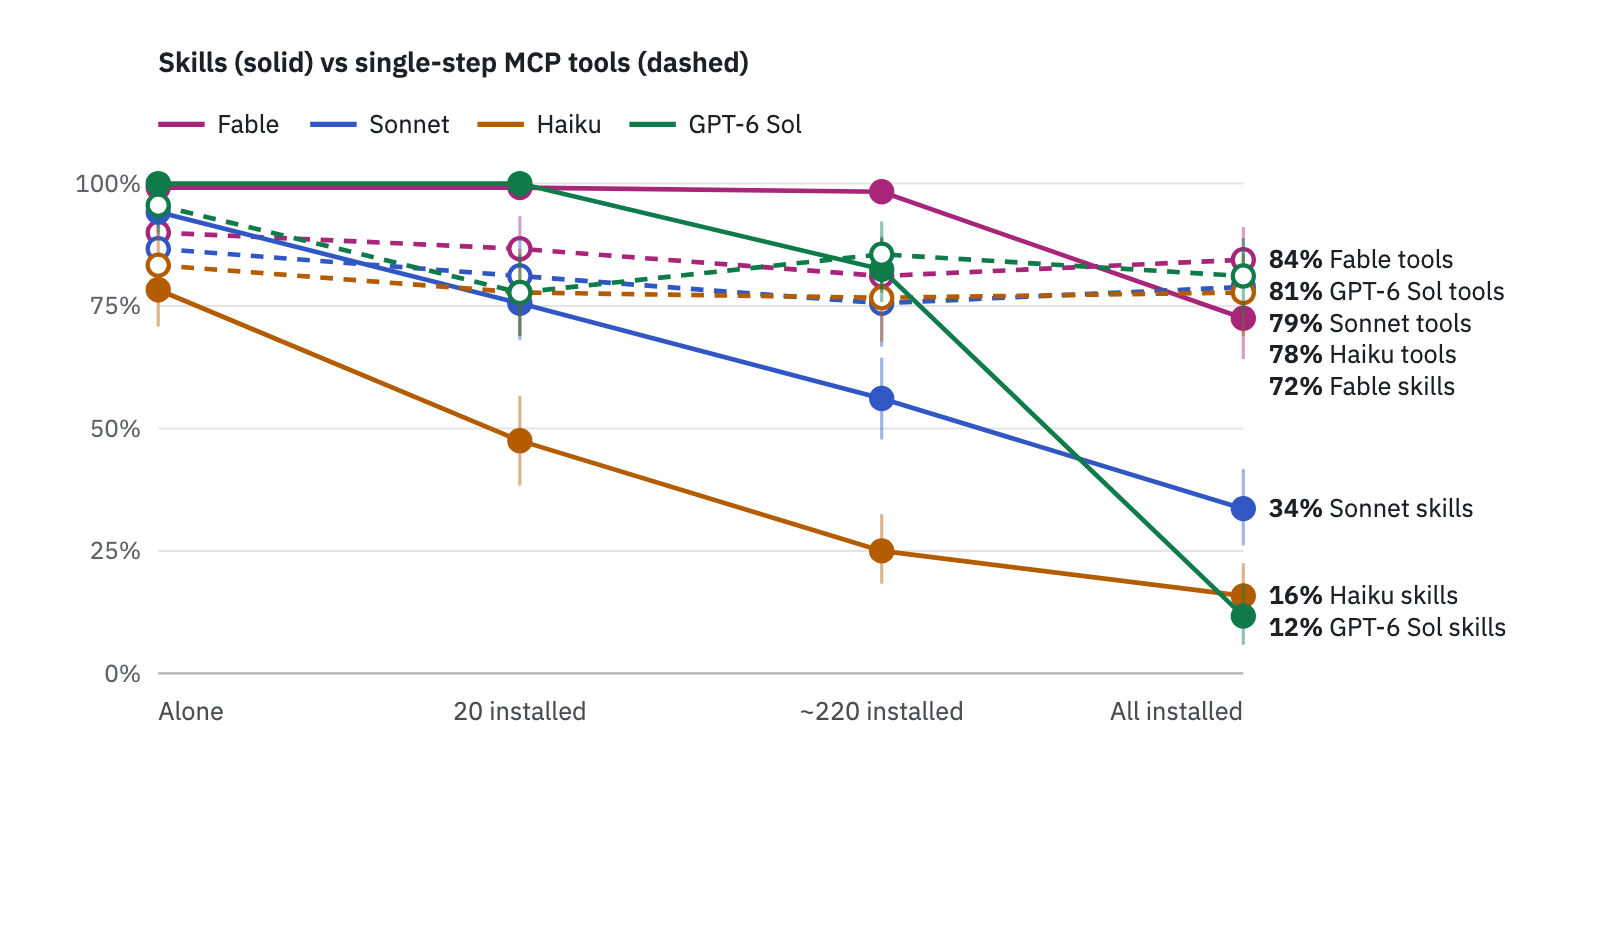 Skills (solid) vs single-step MCP tools (dashed)
Fable Sonnet Haiku GPT-6 Sol
100%
75%
50%
25%
0%
84% Fable tools
81% GPT-6 Sol tools
79% Sonnet tools
78% Haiku tools
72% Fable skills
34% Sonnet skills
16% Haiku skills
12% GPT-6 Sol skills
Alone 20 installed ~220 installed All installed